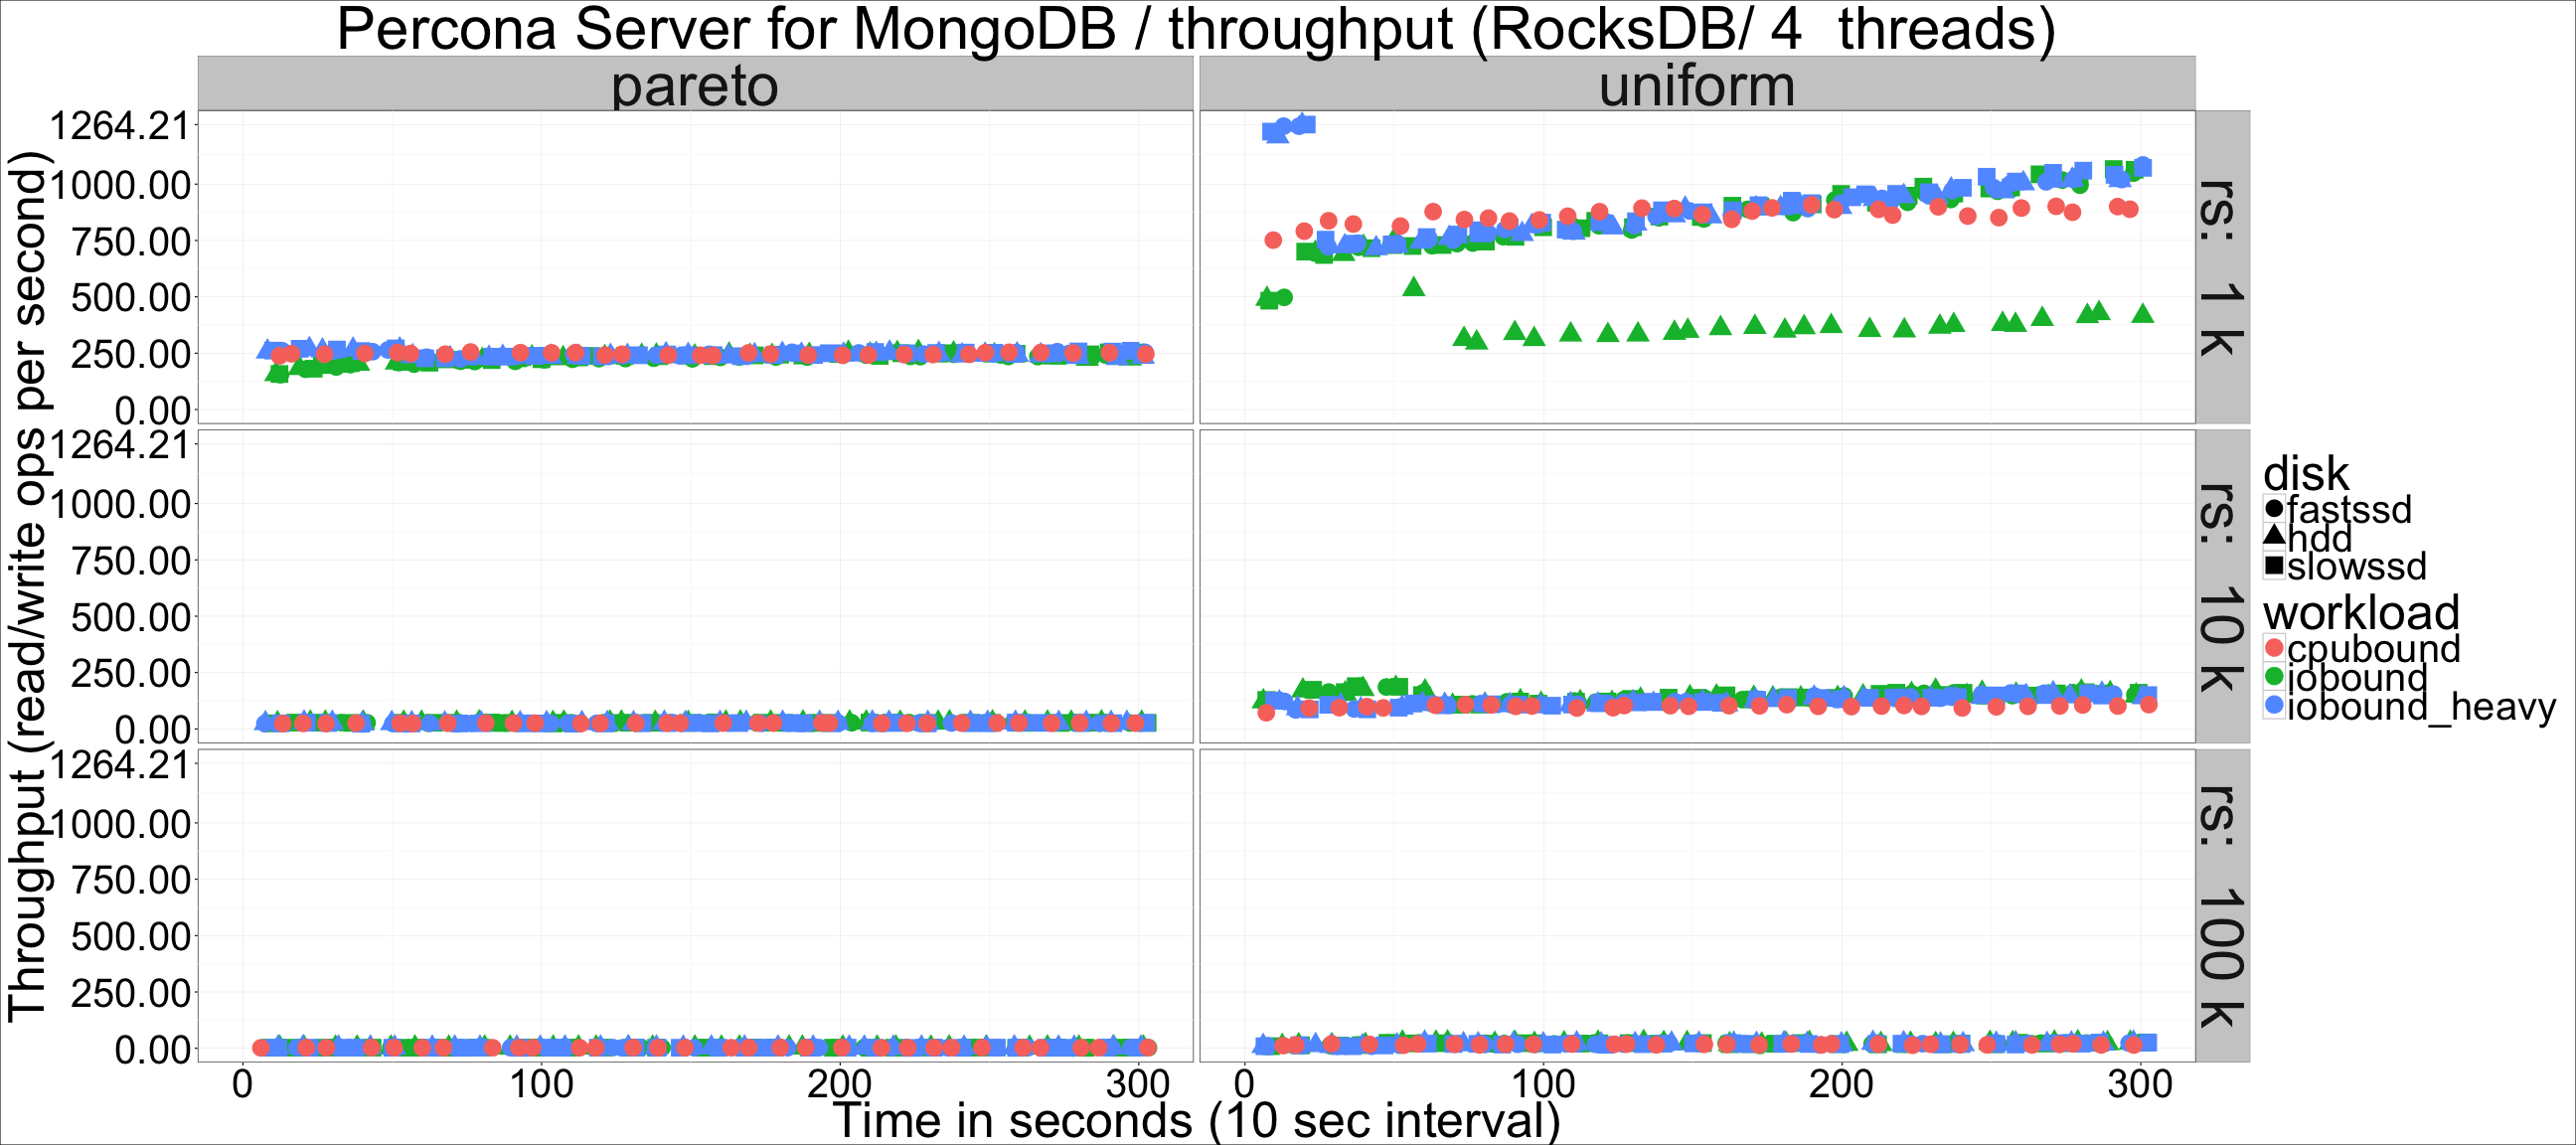 Percona Server for MongoDB / throughput (RocksDB/ 4  threads)
pareto
uniform
Throughput (read/write ops per second)
1264.21
1000.00
750.00
500.00
250.00
0.00
rs:  1 k
1264.21
1000.00
750.00
500.00
250.00
0.00
rs:  10 k
1264.21
1000.00
750.00
500.00
250.00
0.00
rs:  100 k
0 100 200 300
0 100 200 300
Time in seconds (10 sec interval)
disk
fastssd
hdd
slowssd
workload
cpubound
iobound
iobound_heavy